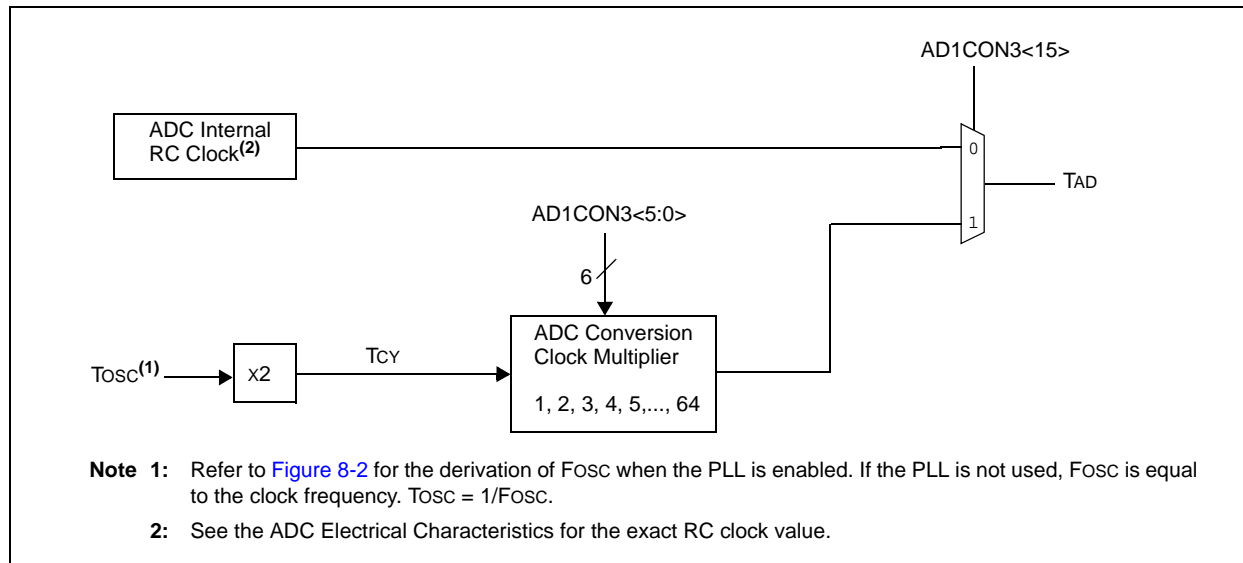 AD1CON3<15>
ADC Internal
RC Clock(2)
0
TAD
AD1CON3<5:0>
1
6
ADC Conversion
Clock Multiplier
TOSC(1)
X2
TCY
1, 2, 3, 4, 5,..., 64
Note 1: Refer to Figure 8-2 for the derivation of FOSC when the PLL is enabled. If the PLL is not used, FOSC is equal
to the clock frequency. TOSC = 1/FOSC.
2: See the ADC Electrical Characteristics for the exact RC clock value.